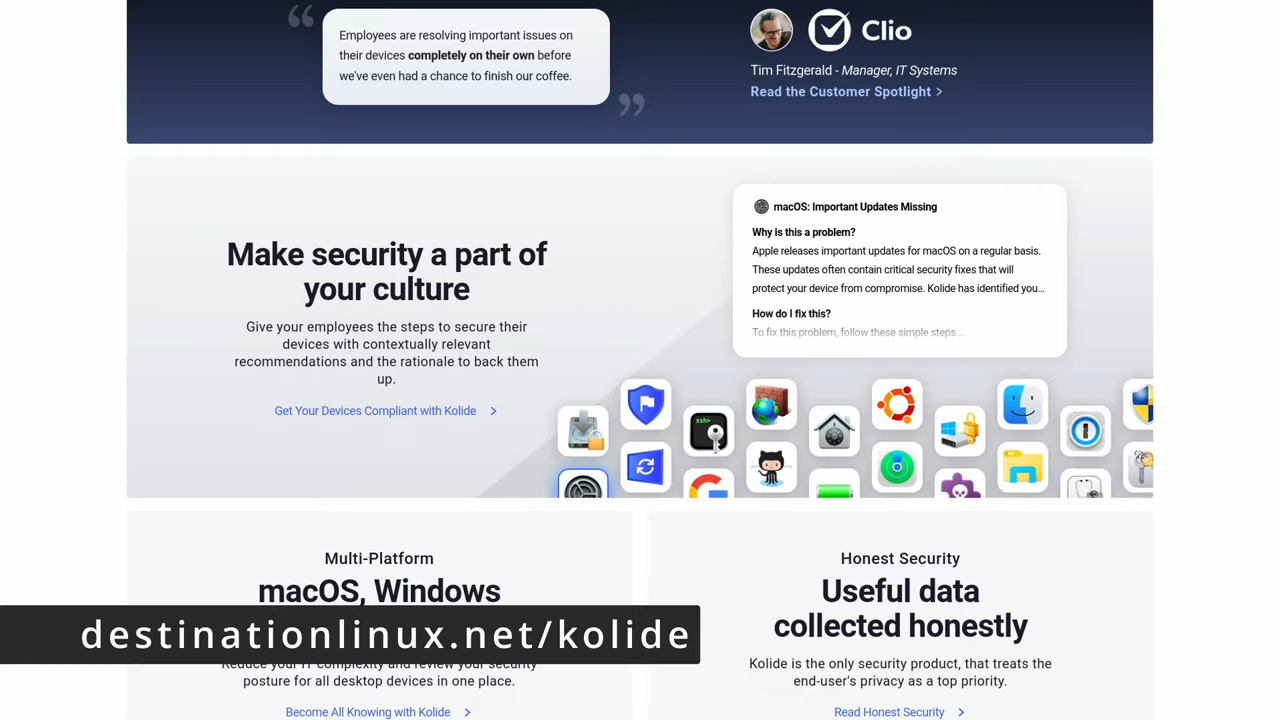 “
Employees are resolving important issues on
their devices completely on their own before
we've even had a chance to finish our coffee.
”
Clio
Tim Fitzgerald - Manager, IT Systems
Read the Customer Spotlight >
Make security a part of
your culture
Give your employees the steps to secure their
devices with contextually relevant
recommendations and the rationale to back them
up.
Get Your Devices Compliant with Kolide >
macOS: Important Updates Missing
Why is this a problem?
Apple releases important updates for macOS on a regular basis.
These updates often contain critical security fixes that will
protect your device from compromise. Kolide has identified you...
How do I fix this?
To fix this problem, follow these simple steps...
ssh>
Multi-Platform
macOS, Windows
Reduce your IT complexity and review your security
posture for all desktop devices in one place.
Become All Knowing with Kolide >
Honest Security
Useful data
collected honestly
Kolide is the only security product, that treats the
end-user's privacy as a top priority.
Read Honest Security >
destinationlinux.net/kolide